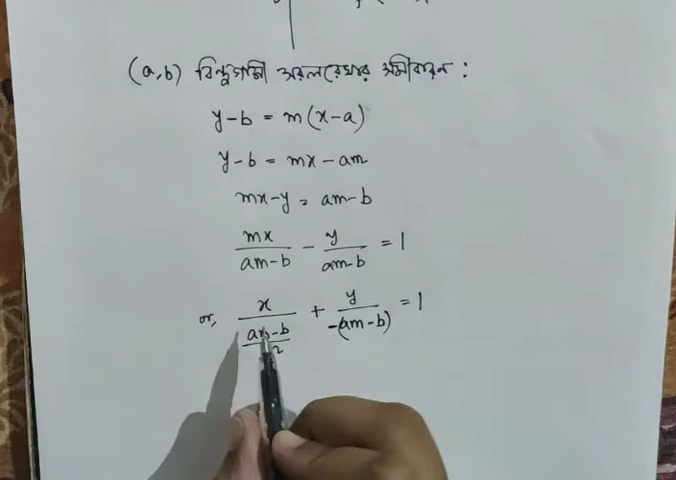 (a,b) বিন্দুগামী সরলরেখার সমীকরণ :
y-b = m(x-a)
y-b = mx - am
mx-y = am-b
mx/am-b - y/am-b = 1
or, x/(am-b/m) + y/-(am-b) = 1